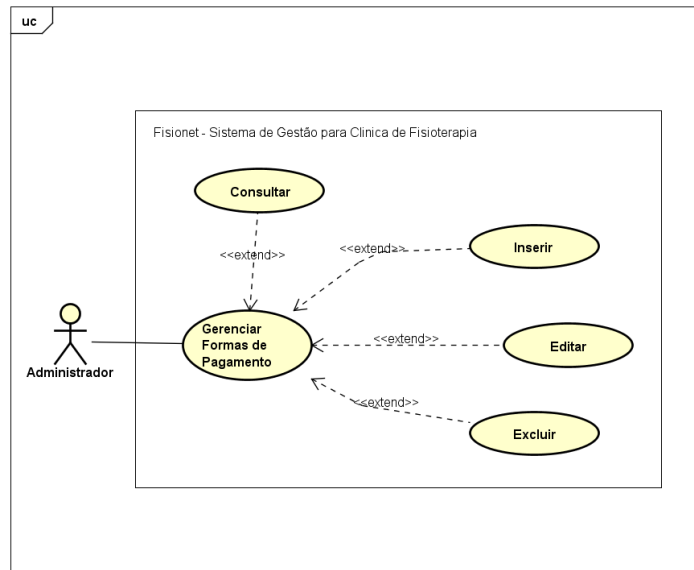 uc
Fisionet - Sistema de Gestão para Clinica de Fisioterapia
Consultar
<<extend>>
<<extend>>
Inserir
Gerenciar
Formas de
Pagamento
<<extend>>
Editar
Administrador
<<extend>>
Excluir